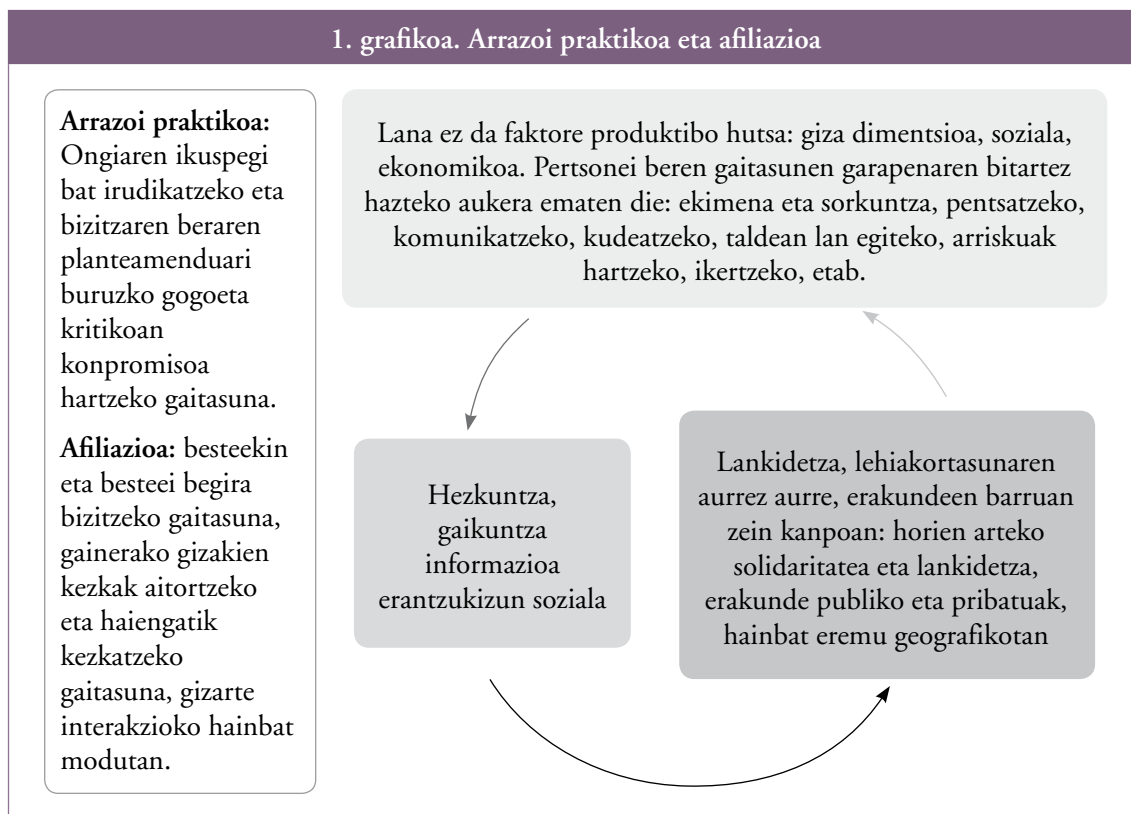 1. grafikoa. Arrazoi praktikoa eta afiliazioa
Arrazoi praktikoa:
Ongiaren ikuspegi
bat irudikatzeko eta
bizitzaren beraren
planteamenduari
buruzko gogoeta
kritikoan
konpromisoa
hartzeko gaitasuna.
Afiliazioa: besteekin
eta besteei begira
bizitzeko gaitasuna,
gainerako gizakien
kezkak aitortzeko
eta haiengatik
kezkatzeko
gaitasuna, gizarte
interakzioko hainbat
modutan.
Lana ez da faktore produktibo hutsa: giza dimentsioa, soziala,
ekonomikoa. Pertsonei beren gaitasunen garapenaren bitartez
hazteko aukera ematen die: ekimena eta sorkuntza, pentsatzeko,
komunikatzeko, kudeatzeko, taldean lan egiteko, arriskuak
hartzeko, ikertzeko, etab.
Hezkuntza,
gaikuntza
informazioa
erantzukizun soziala
Lankidetza, lehiakortasunaren
aurrez aurre, erakundeen barruan
zein kanpoan: horien arteko
solidaritatea eta lankidetza,
erakunde publiko eta pribatuak,
hainbat eremu geografikotan